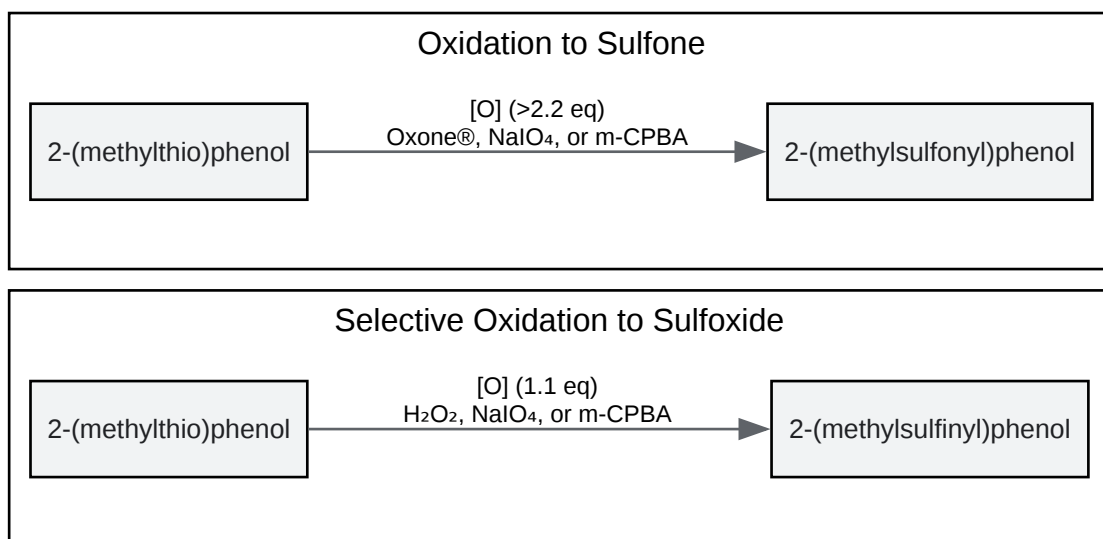 Oxidation to Sulfone
[O] (>2.2 eq)
2-(methylthio)phenol
Oxone®, NaIO₄, or m-CPBA
2-(methylsulfonyl)phenol
Selective Oxidation to Sulfoxide
[O] (1.1 eq)
2-(methylthio)phenol
H₂O₂, NaIO₄, or m-CPBA
2-(methylsulfinyl)phenol